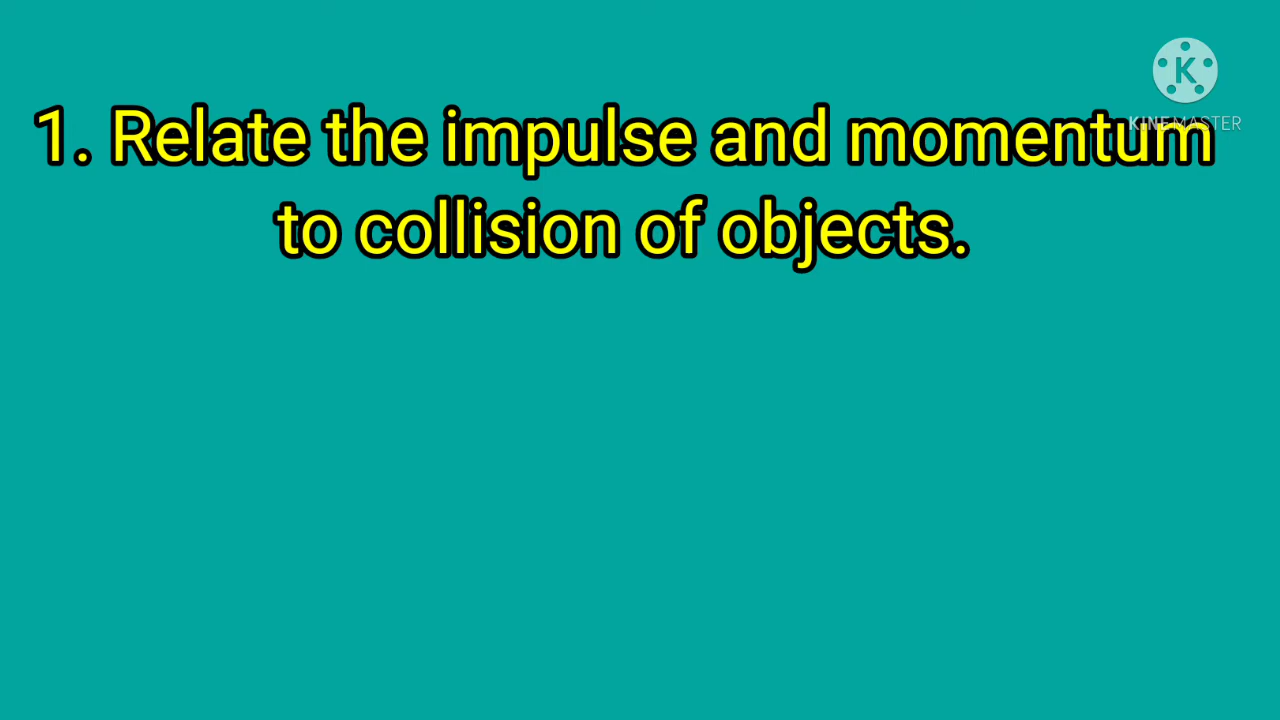 K
KINEMASTER
1. Relate the impulse and momentum
to collision of objects.